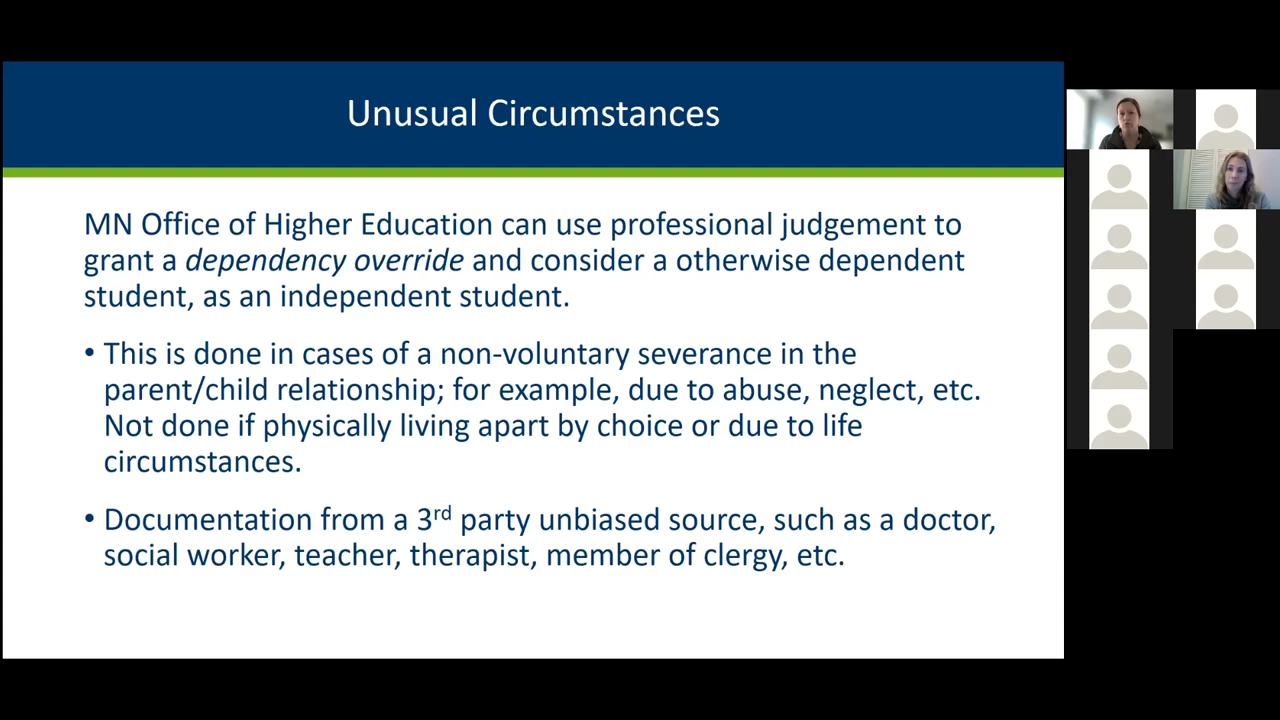 Unusual Circumstances
MN Office of Higher Education can use professional judgement to
grant a dependency override and consider a otherwise dependent
student, as an independent student.
• This is done in cases of a non-voluntary severance in the
parent/child relationship; for example, due to abuse, neglect, etc.
Not done if physically living apart by choice or due to life
circumstances.
• Documentation from a 3rd party unbiased source, such as a doctor,
social worker, teacher, therapist, member of clergy, etc.